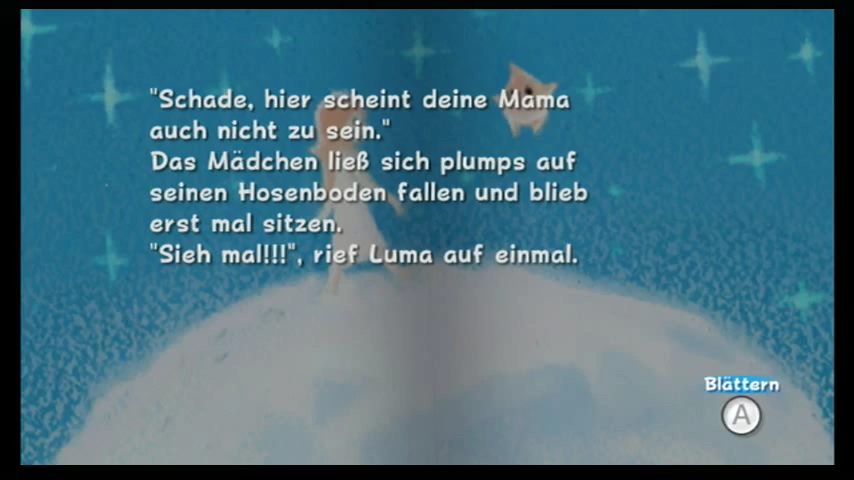 "Schade, hier scheint deine Mama
auch nicht zu sein."
Das Mädchen ließ sich plumps auf
seinen Hosenboden fallen und blieb
erst mal sitzen.
"Sieh mal!!!", rief Luma auf einmal.
Blättern
A